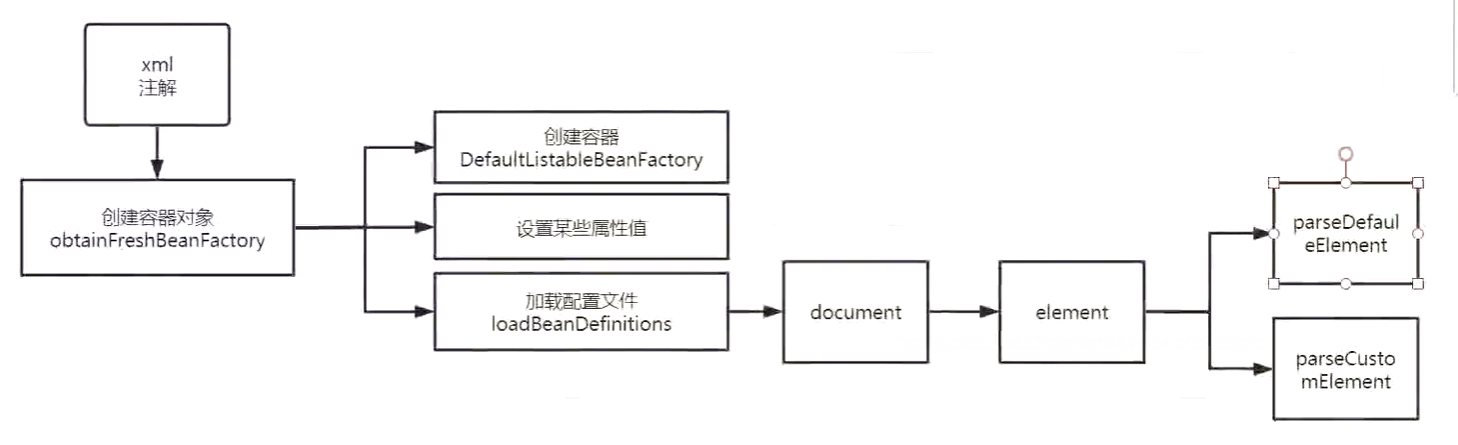 xml
注解
创建容器对象
obtainFreshBeanFactory
创建容器
DefaultListableBeanFactory
设置某些属性值
加载配置文件
loadBeanDefinitions
document
element
parseDefaul
eElement
parseCusto
mElement